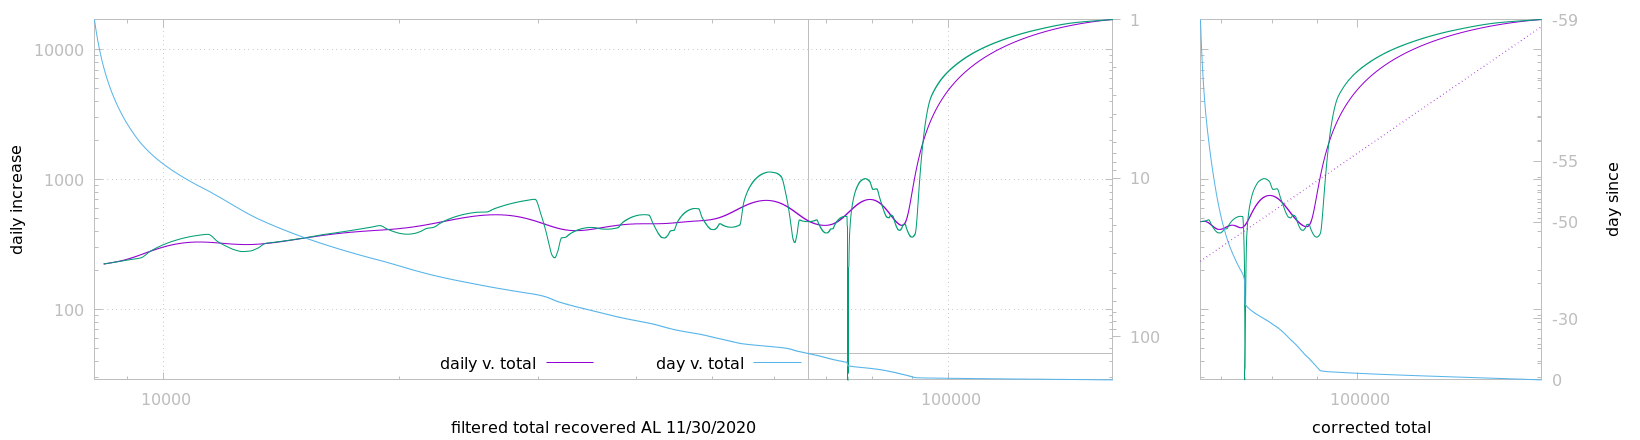 daily increase
10000
1000
100
10000
100000
1
10
100
daily v. total
day v. total
filtered total recovered AL 11/30/2020
-59
-55
-50
-30
0
100000
corrected total
day since